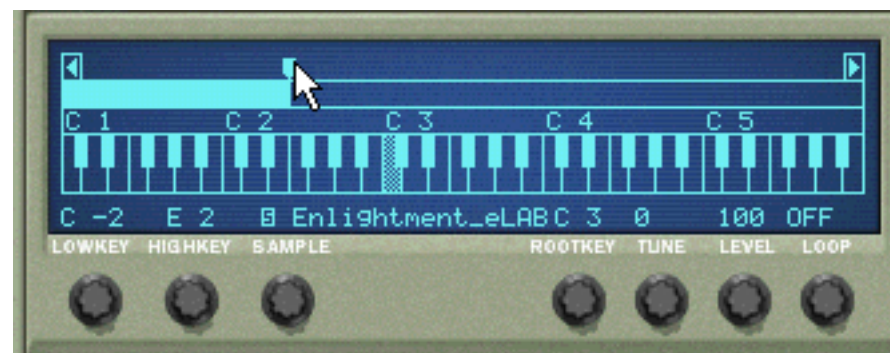 C 1 C 2 C 3 C 4 C 5
C -2 E 2 S Enlightment_eLAB C 3 0 100 OFF
LOWKEY HIGHKEY SAMPLE ROOTKEY TUNE LEVEL LOOP